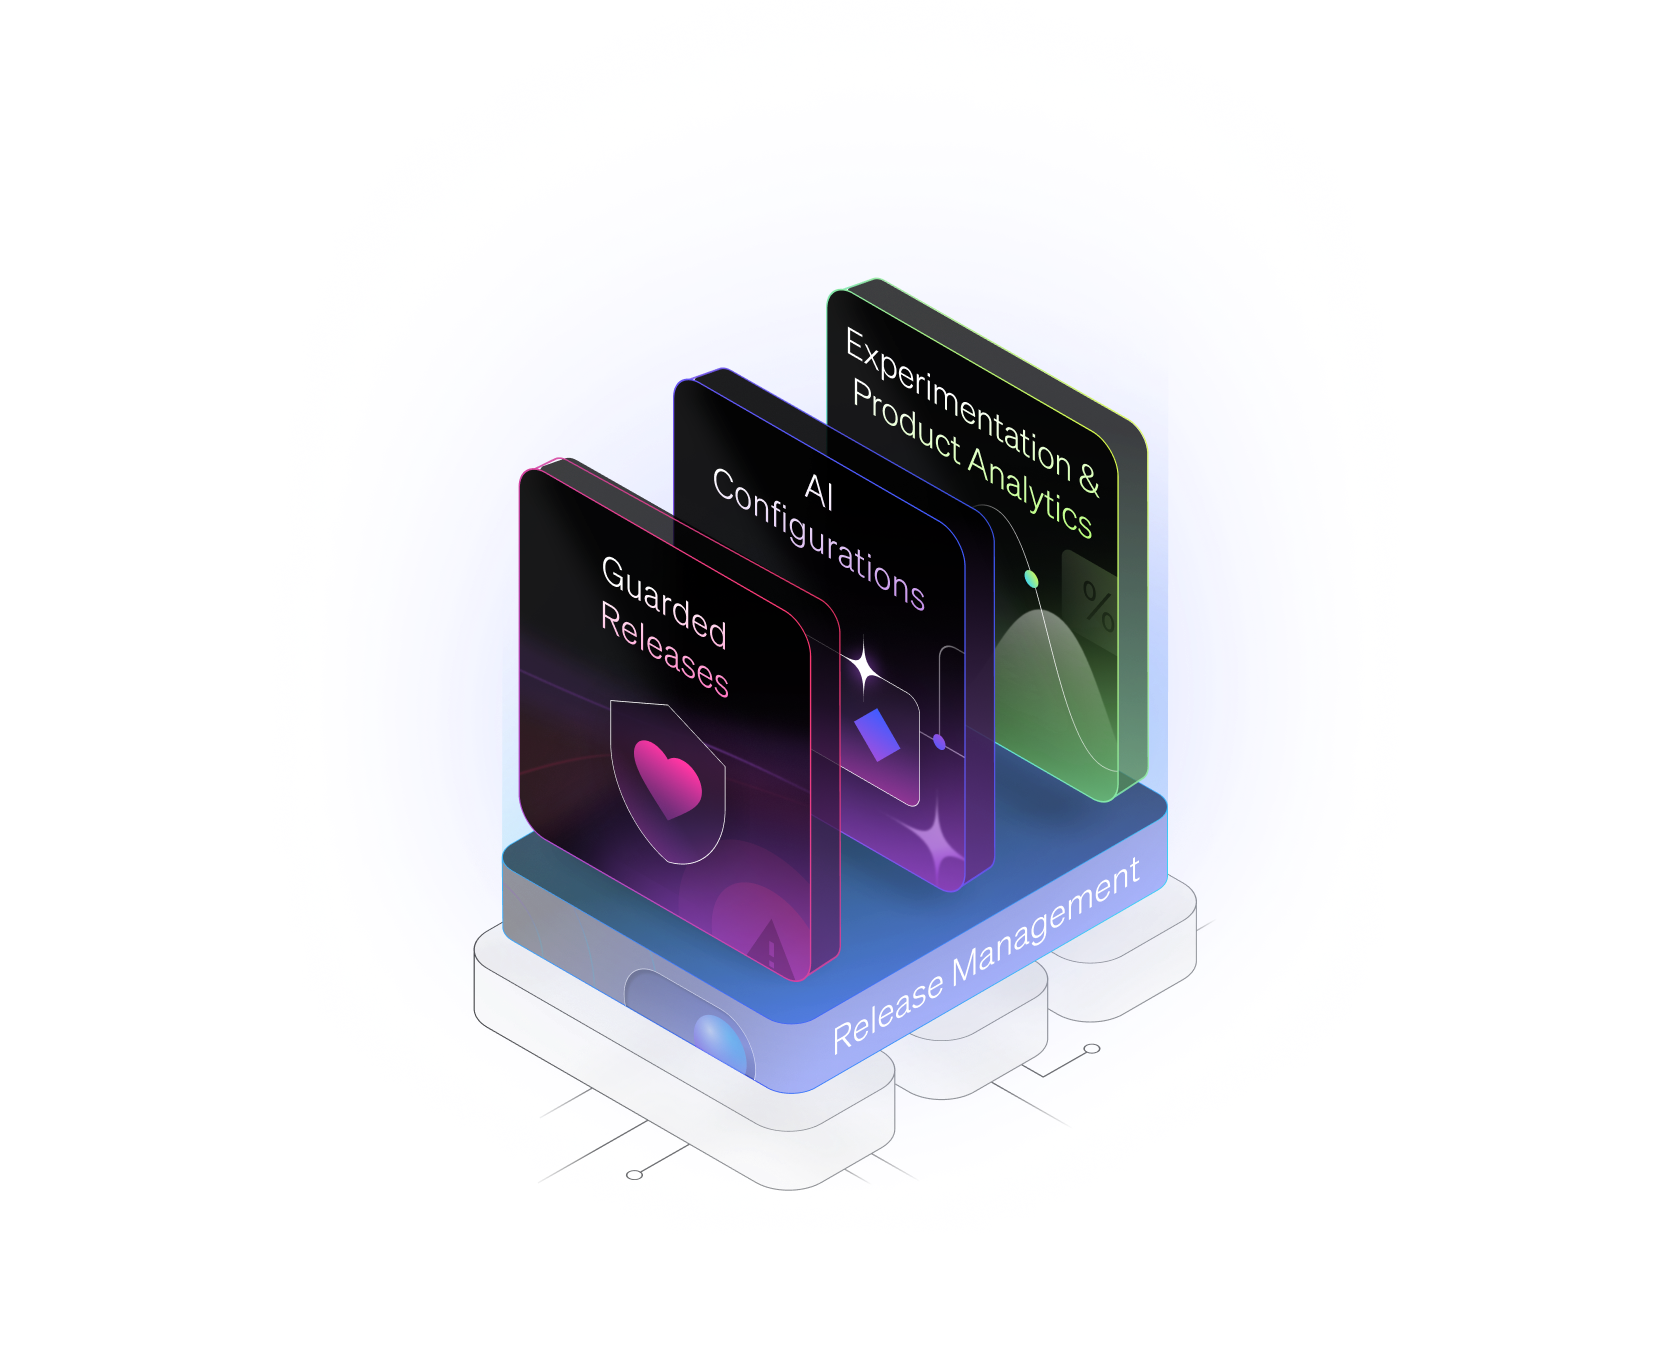 Experimentation &
Product Analytics
%
AI
Configurations
Guarded
Releases
!
Release Management